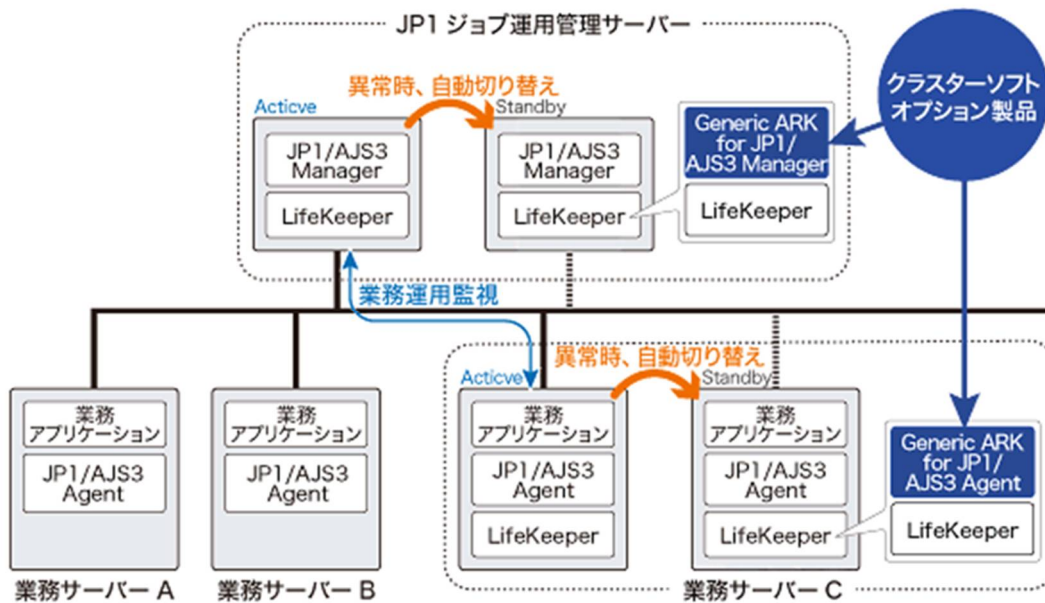 JP1 ジョブ運用管理サーバー
クラスターソフト
オプション製品
異常時、自動切り替え
Acticve
Standby
JP1/AJS3
Manager
LifeKeeper
JP1/AJS3
Manager
LifeKeeper
Generic ARK
for JP1/
AJS3 Manager
LifeKeeper
業務運用監視
異常時、自動切り替え
Acticve
Standby
業務
アプリケーション
JP1/AJS3
Agent
業務サーバー A
業務
アプリケーション
JP1/AJS3
Agent
業務サーバー B
業務
アプリケーション
JP1/AJS3
Agent
LifeKeeper
業務
アプリケーション
JP1/AJS3
Agent
LifeKeeper
Generic ARK
for JP1/
AJS3 Agent
LifeKeeper
業務サーバー C